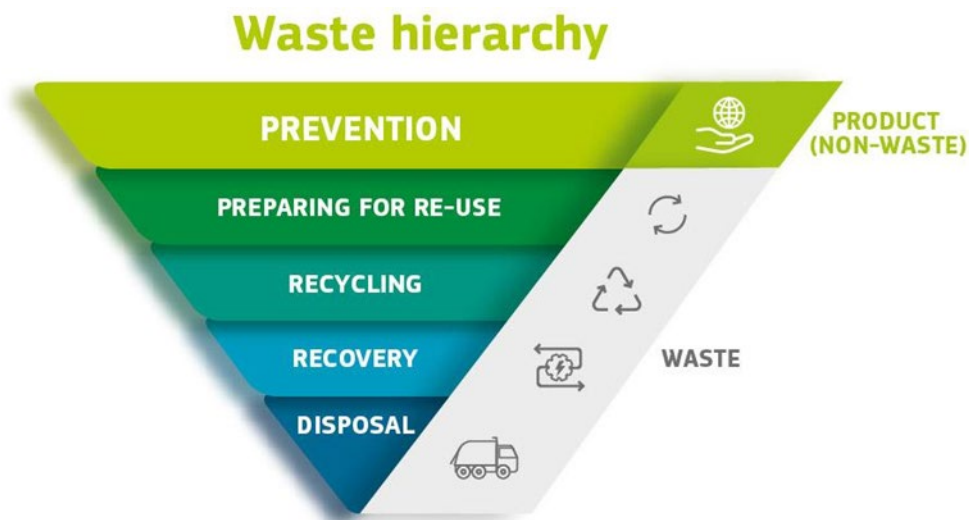 Waste hierarchy
PREVENTION
PRODUCT
(NON-WASTE)
PREPARING FOR RE-USE
RECYCLING
RECOVERY
WASTE
DISPOSAL